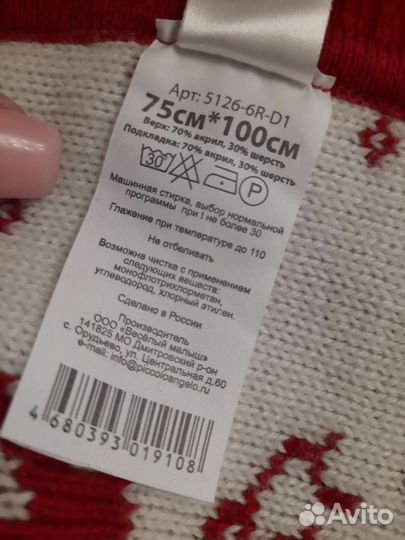 Арт: 5126-6R-D1
75см*100см
Верх: 70% акрил, 30% шерсть
Подкладка: 70% акрил, 30% шерсть
30 P
Машинная стирка, выбор нормальной
программы при t не более 30
Глажение при температуре до 110
Не отбеливать
Возможна чистка с применением
следующих веществ:
монофлотрихлорметан,
углеводород, хлорный этилен.
Сделано в России
Производитель
ООО «Весёлый малыш»
141825 МО Дмитровский р-он
с. Орудьево, ул. Центральная д.60
e-mail: info@piccoloangelo.ru
4 680393 019108
Avito